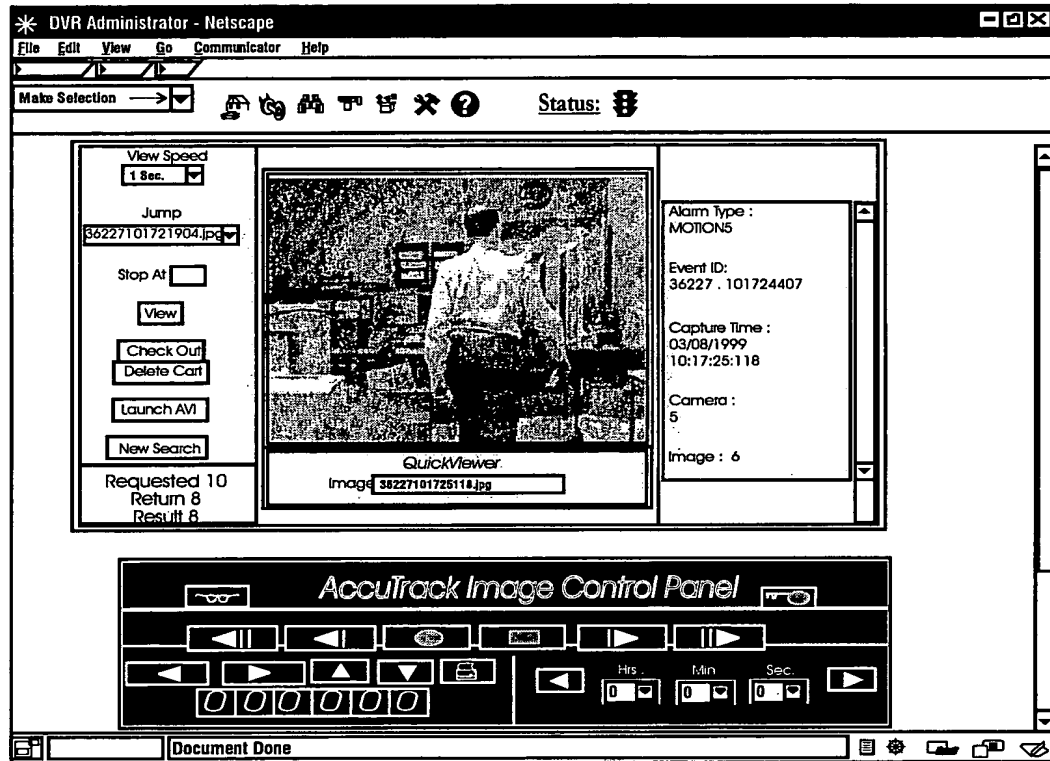 DVR Administrator - Netscape
File Edit View Go Communicator Help
Make Selection
Status:
View Speed
1 Sec.
Jump
36227101721904.jpg
Stop At
View
Check Out
Delete Cart
Launch AVI
New Search
Requested 10
Return 8
Result 8
QuickViewer
Image 36227101725118.jpg
Alarm Type :
MOTION5
Event ID:
36227 . 101724407
Capture Time :
03/08/1999
10:17:25:118
Camera :
5
Image : 6
AccuTrack Image Control Panel
Hrs. Min Sec.
0 0 0
000000
Document Done